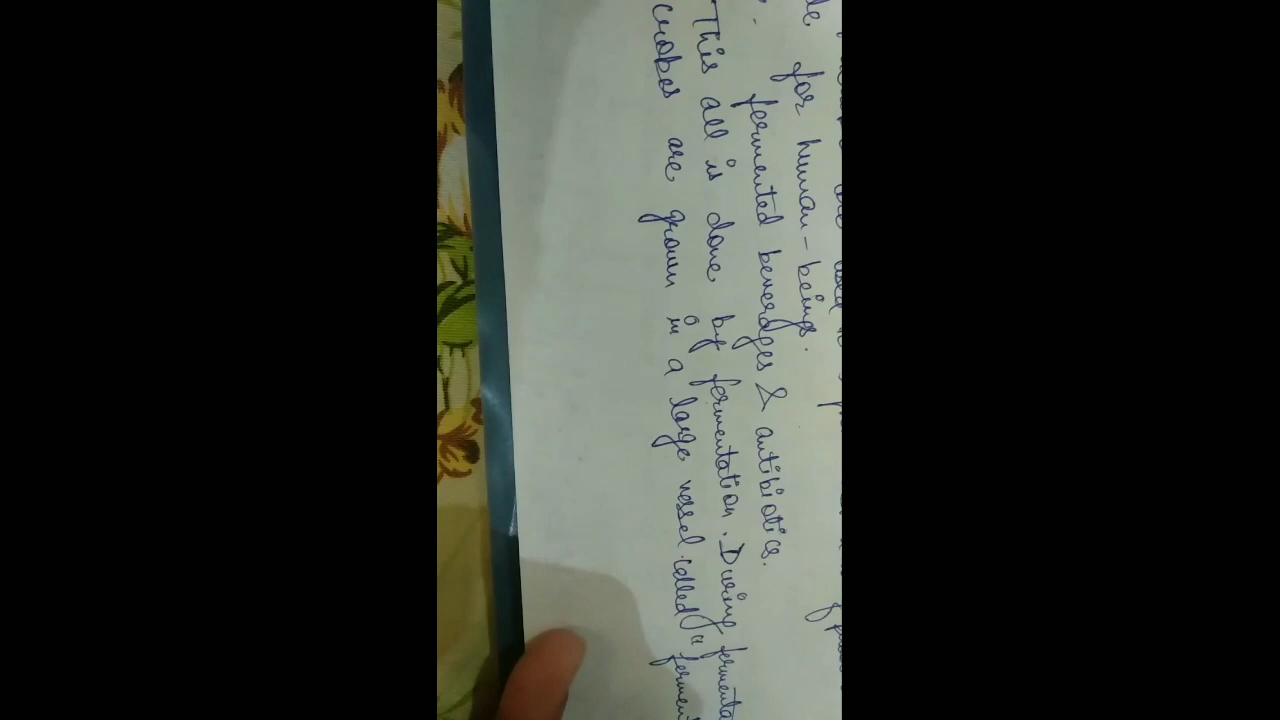 for human-beings.
fermented beverages & antibiotics.
This all is done by fermentation. During fermenta
crobes are grown in a large vessel called a ferment